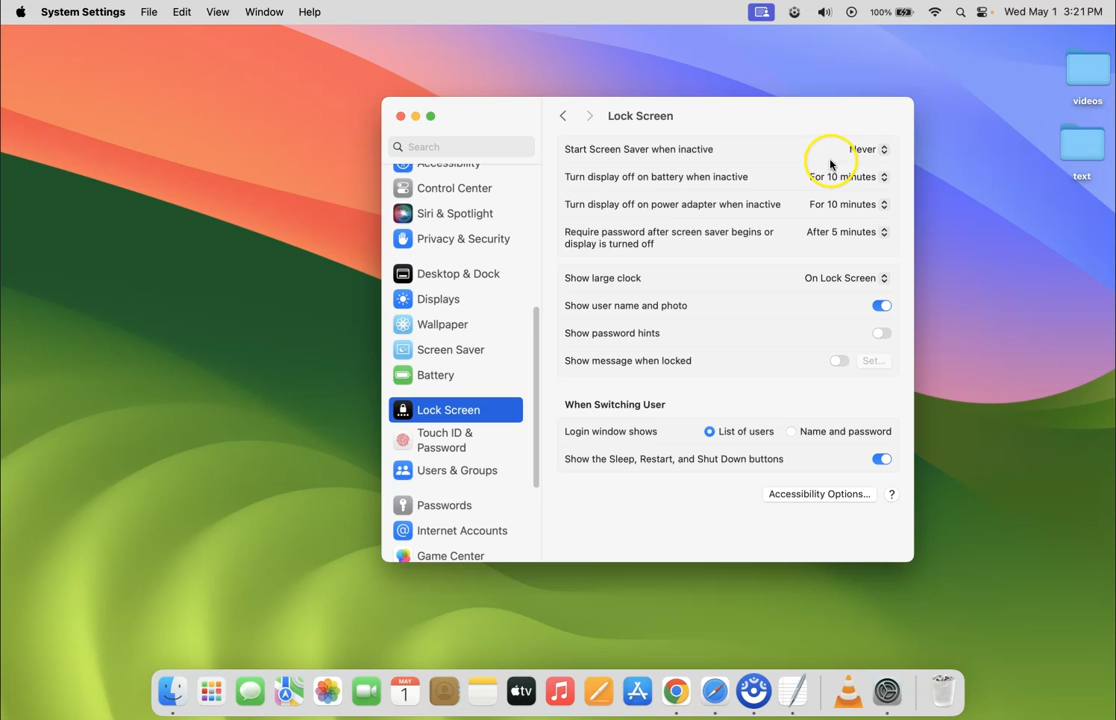 System Settings File Edit View Window Help 100% Wed May 1 3:21 PM
videos
text
Search
Accessibility
Control Center
Siri & Spotlight
Privacy & Security
Desktop & Dock
Displays
Wallpaper
Screen Saver
Battery
Lock Screen
Touch ID &
Password
Users & Groups
Passwords
Internet Accounts
Game Center
Lock Screen
Start Screen Saver when inactive Never
Turn display off on battery when inactive For 10 minutes
Turn display off on power adapter when inactive For 10 minutes
Require password after screen saver begins or
display is turned off After 5 minutes
Show large clock On Lock Screen
Show user name and photo
Show password hints
Show message when locked Set...
When Switching User
Login window shows List of users Name and password
Show the Sleep, Restart, and Shut Down buttons
Accessibility Options... ?
MAY
1
tv